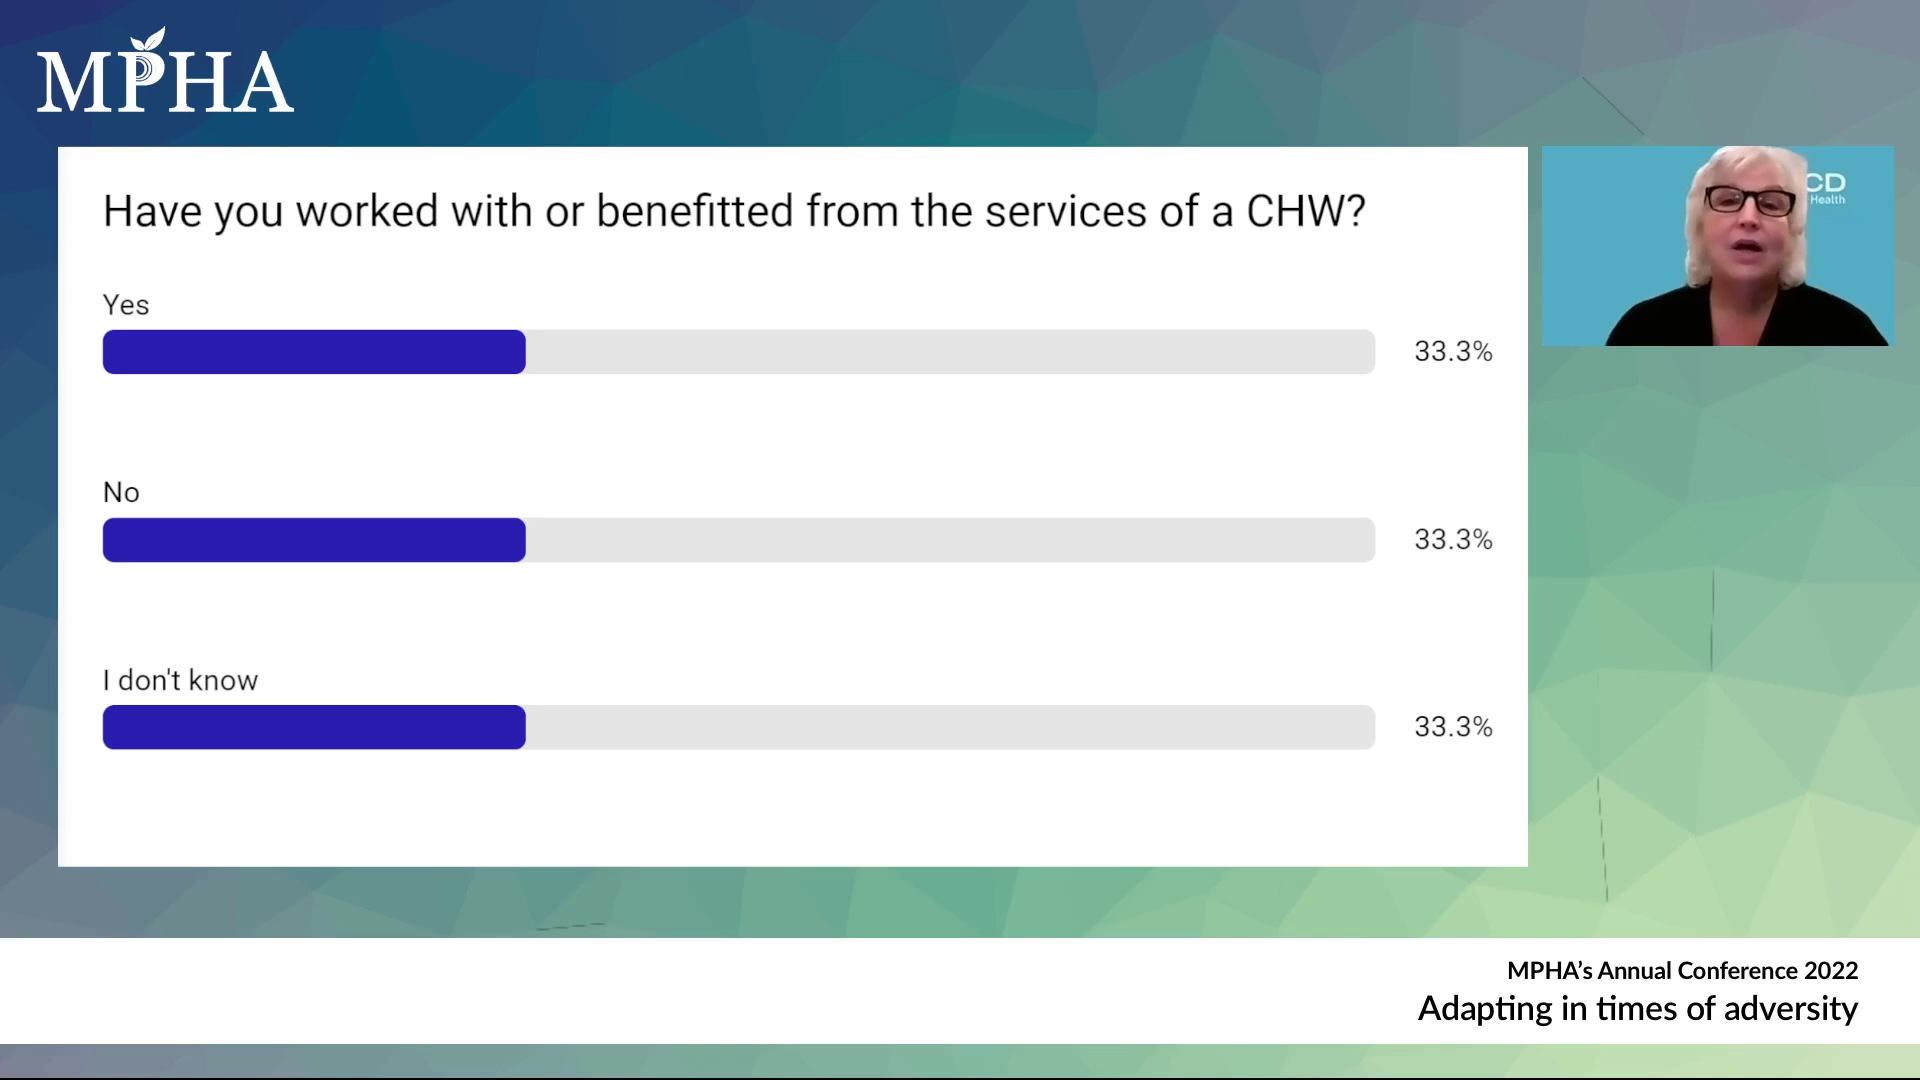 MPHA
Have you worked with or benefitted from the services of a CHW?
Yes
33.3%
No
33.3%
I don't know
33.3%
CD
Health
MPHA’s Annual Conference 2022
Adapting in times of adversity